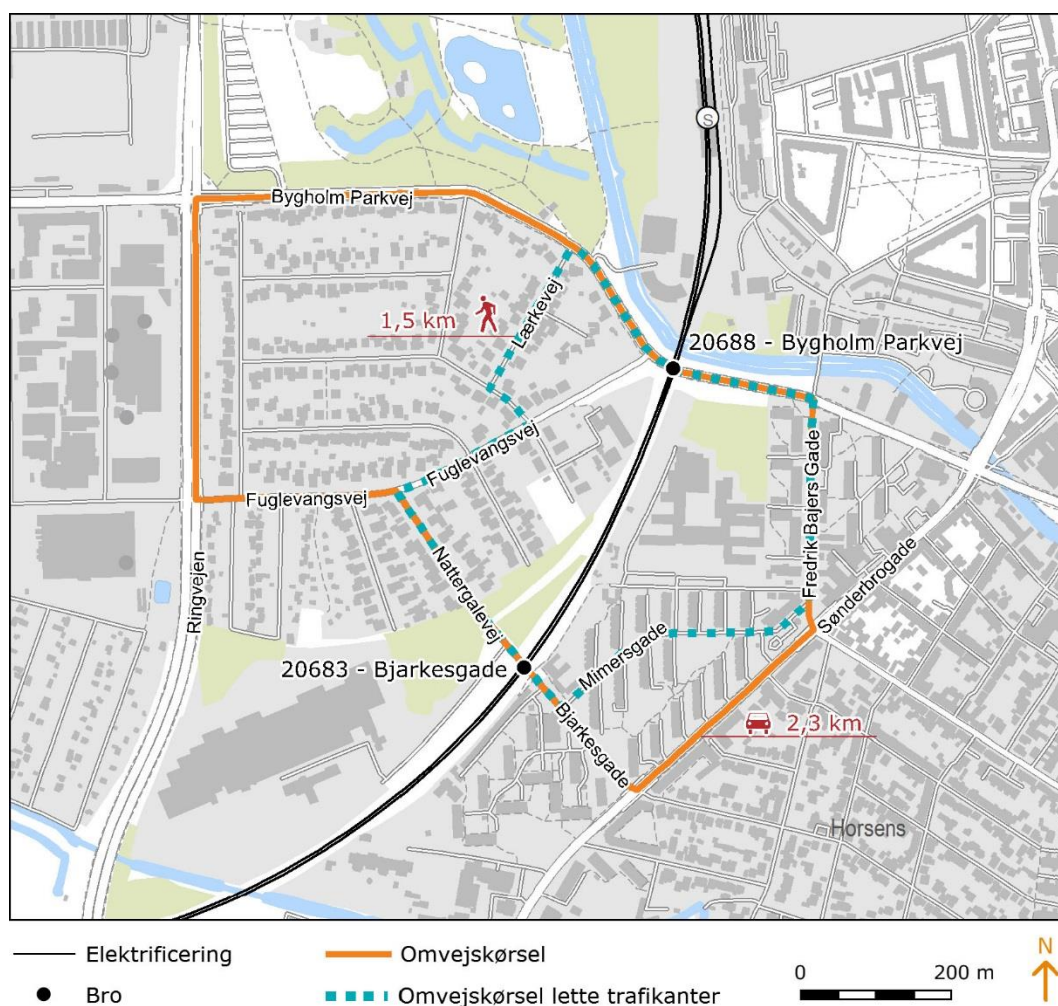 S
Bygholm Parkvej
1,5 km
Lærkevej
20688 - Bygholm Parkvej
Fuglevangsvej
Fuglevangsvej
Fredrik Bajers Gade
Nattergalevej
Ringvejen
Sønderbrogade
Mimersgade
20683 - Bjarkesgade
Bjarkesgade
2,3 km
Horsens
Elektrificering
Omvejskørsel
N
0 200 m
Bro
Omvejskørsel lette trafikanter